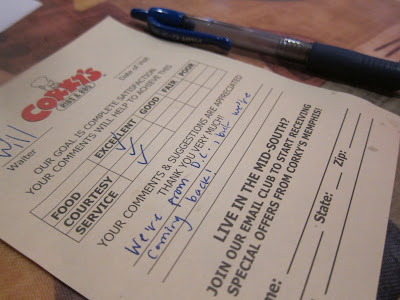 CORKY'S
RIBS & BBQ
Date of Visit
Will
Waiter
OUR GOAL IS COMPLETE SATISFACTION
YOUR COMMENTS WILL HELP TO ACHIEVE THIS
EXCELLENT GOOD FAIR POOR
FOOD
COURTESY
SERVICE
YOUR COMMENTS & SUGGESTIONS ARE APPRECIATED
THANK YOU VERY MUCH!
We're from D.C., but we're
coming back!
LIVE IN THE MID-SOUTH?
JOIN OUR EMAIL CLUB TO START RECEIVING
SPECIAL OFFERS FROM CORKY'S MEMPHIS!
State: Zip: